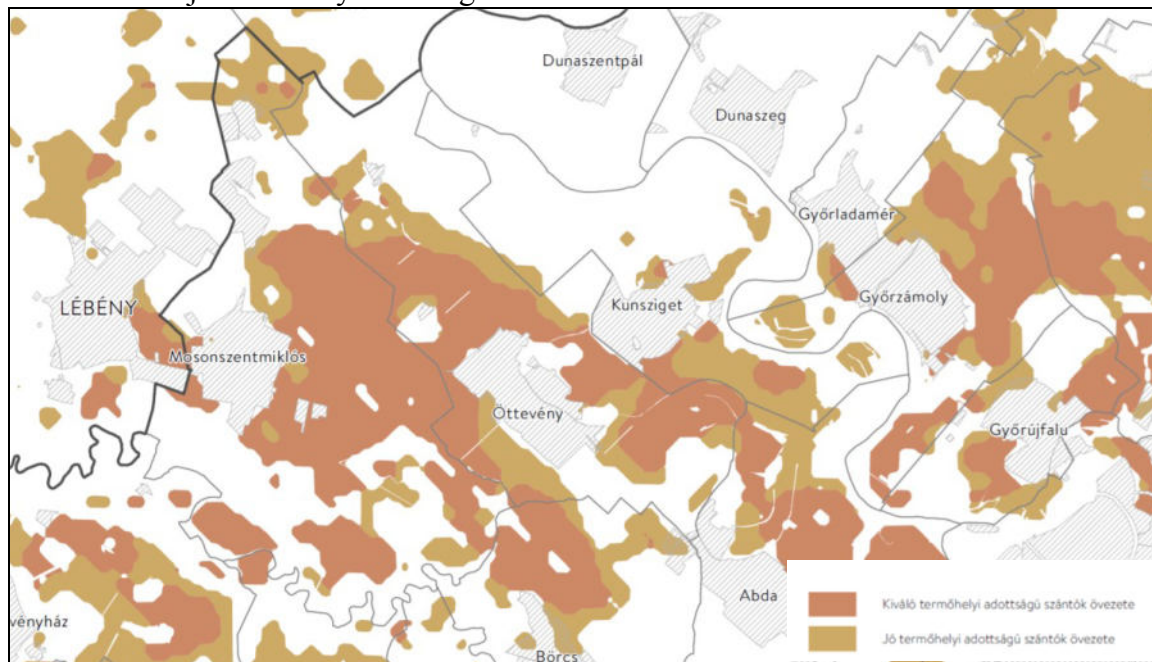 Dunaszentpál
Dunaszeg
Győrladamér
LÉBÉNY
Kunsziget
Győrzámoly
Mosonszentmiklós
Öttevény
Győrújfalu
Abda
Kiváló termőhelyi adottságú szántók övezete
vényház
Jó termőhelyi adottságú szántók övezete
Börcs